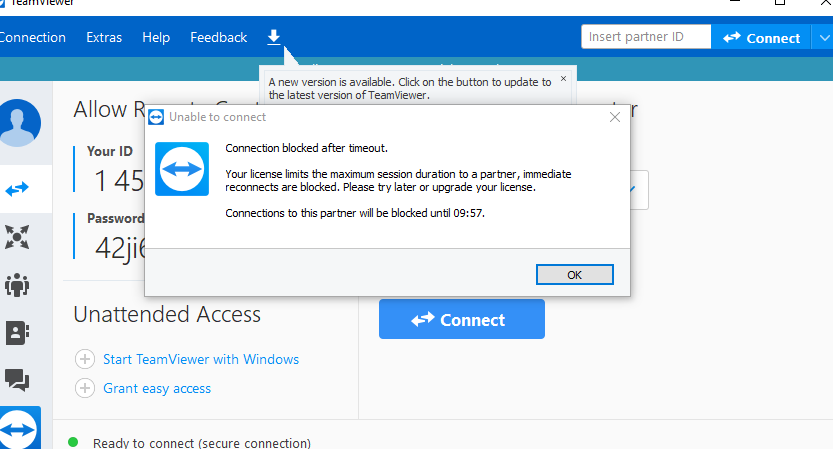 TeamViewer
Connection Extras Help Feedback
Insert partner ID
Connect
A new version is available. Click on the button to update to
the latest version of TeamViewer.
Allow
Unable to connect
Connection blocked after timeout.
Your license limits the maximum session duration to a partner, immediate
reconnects are blocked. Please try later or upgrade your license.
Connections to this partner will be blocked until 09:57.
OK
Your ID
1 45
Password
42ji
Unattended Access
Start TeamViewer with Windows
Grant easy access
Connect
Ready to connect (secure connection)